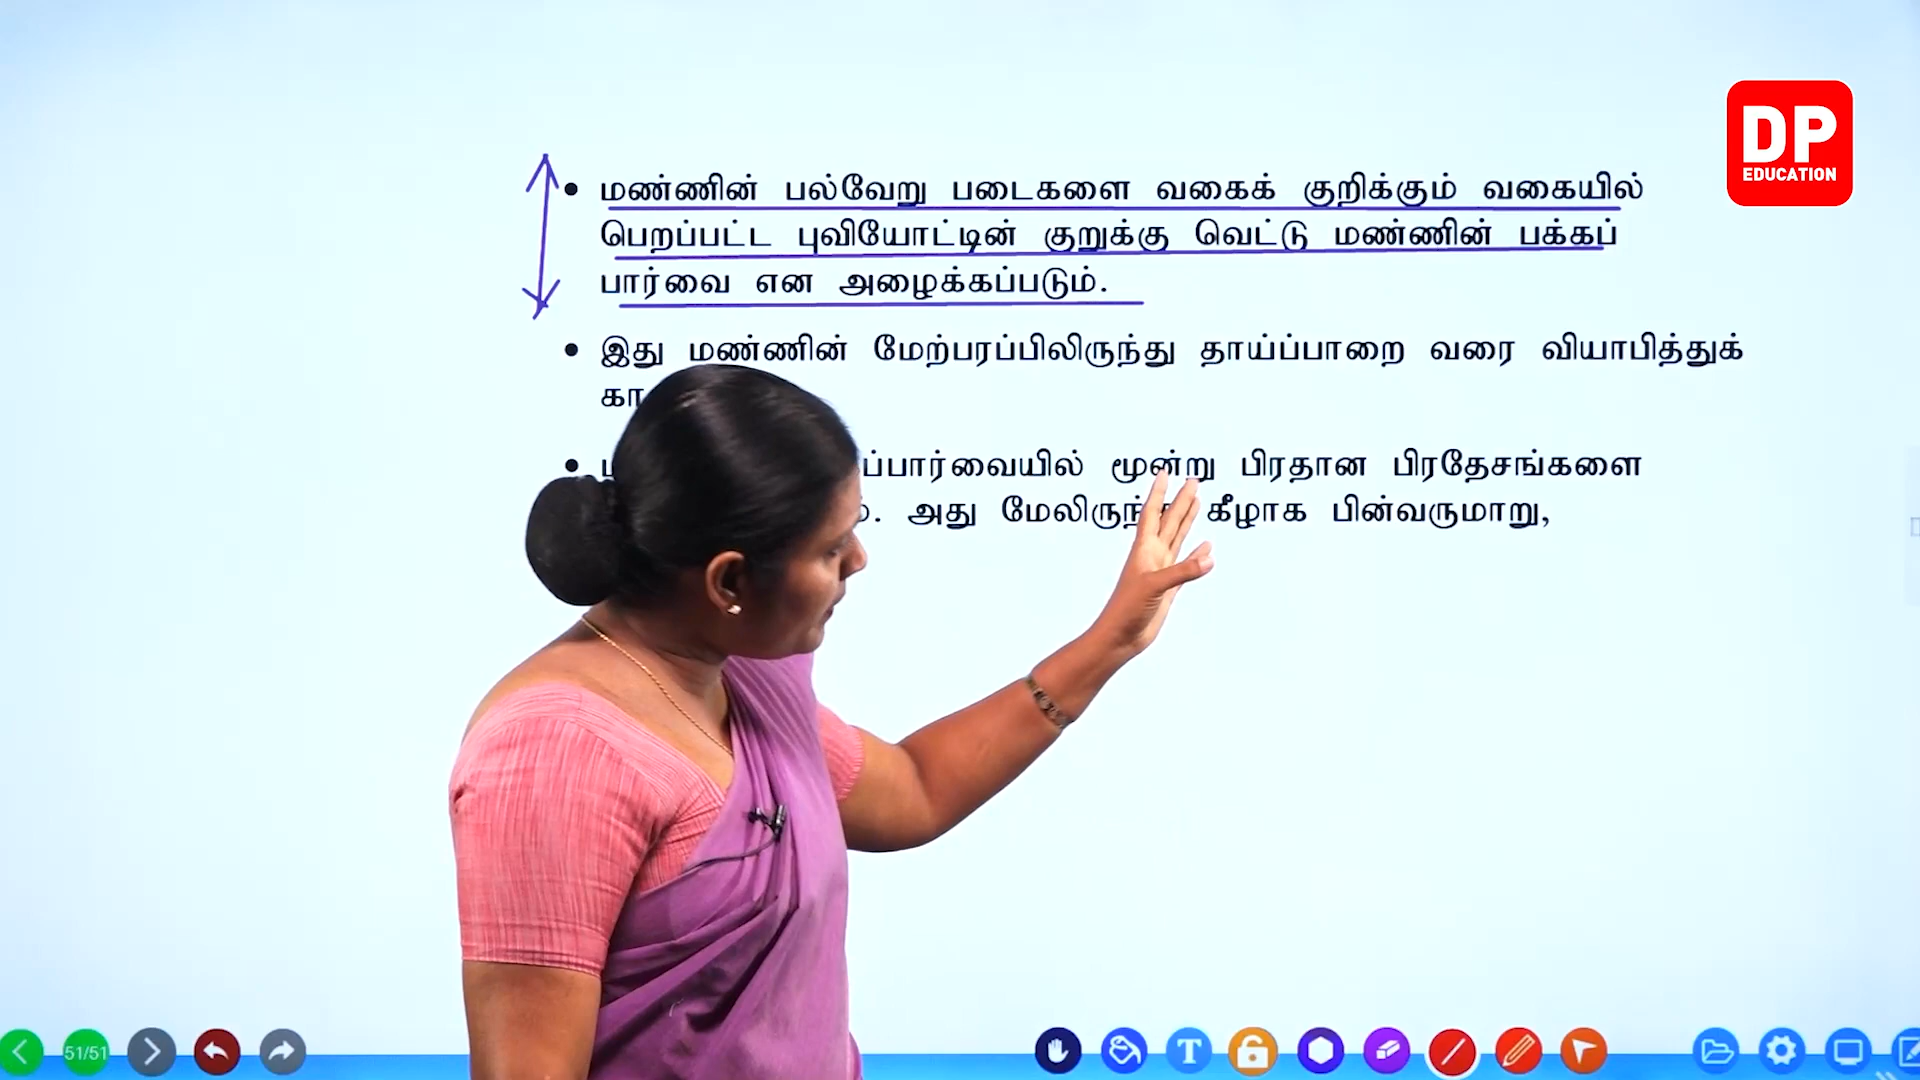 DP
EDUCATION
• மண்ணின் பல்வேறு படைகளை வகைக் குறிக்கும் வகையில்
பெறப்பட்ட புவியோட்டின் குறுக்கு வெட்டு மண்ணின் பக்கப்
பார்வை என அழைக்கப்படும்.
• இது மண்ணின் மேற்பரப்பிலிருந்து தாய்ப்பாறை வரை வியாபித்துக்
• மூன்று பிரதான பிரதேசங்களை
அது மேலிருந்து கீழாக பின்வருமாறு,
51/51
T